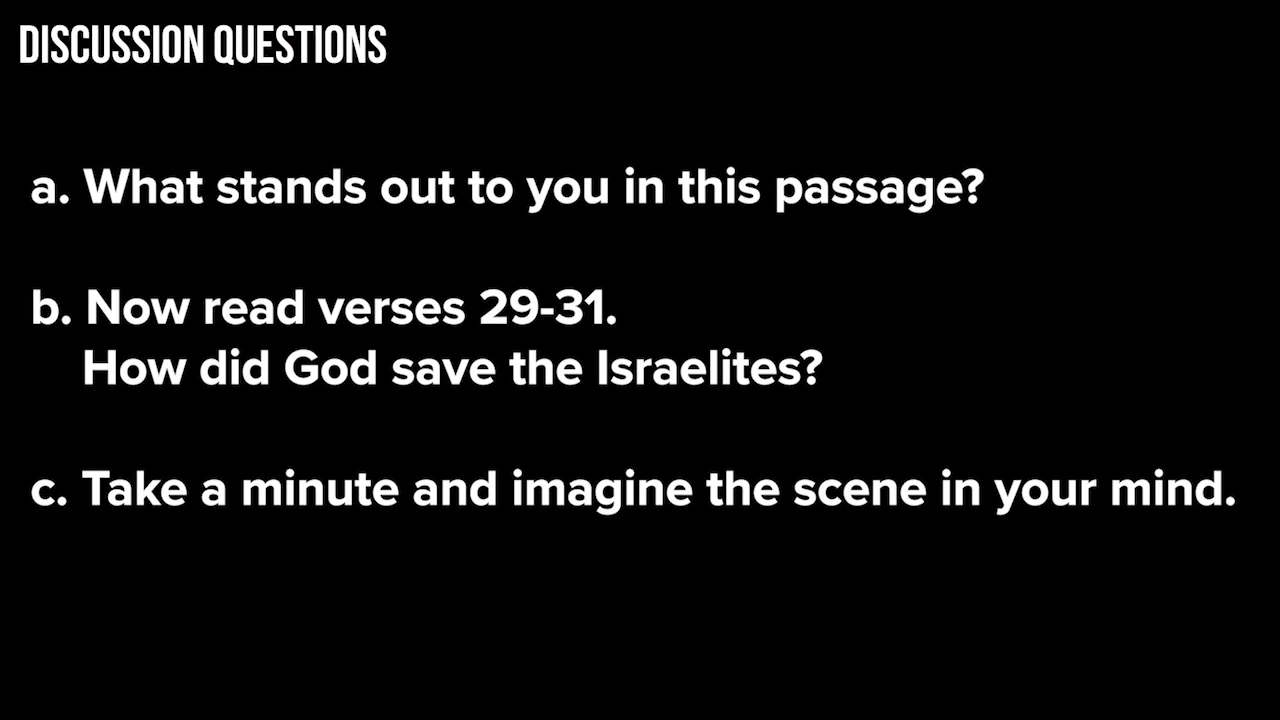 DISCUSSION QUESTIONS
a. What stands out to you in this passage?
b. Now read verses 29-31.
How did God save the Israelites?
c. Take a minute and imagine the scene in your mind.